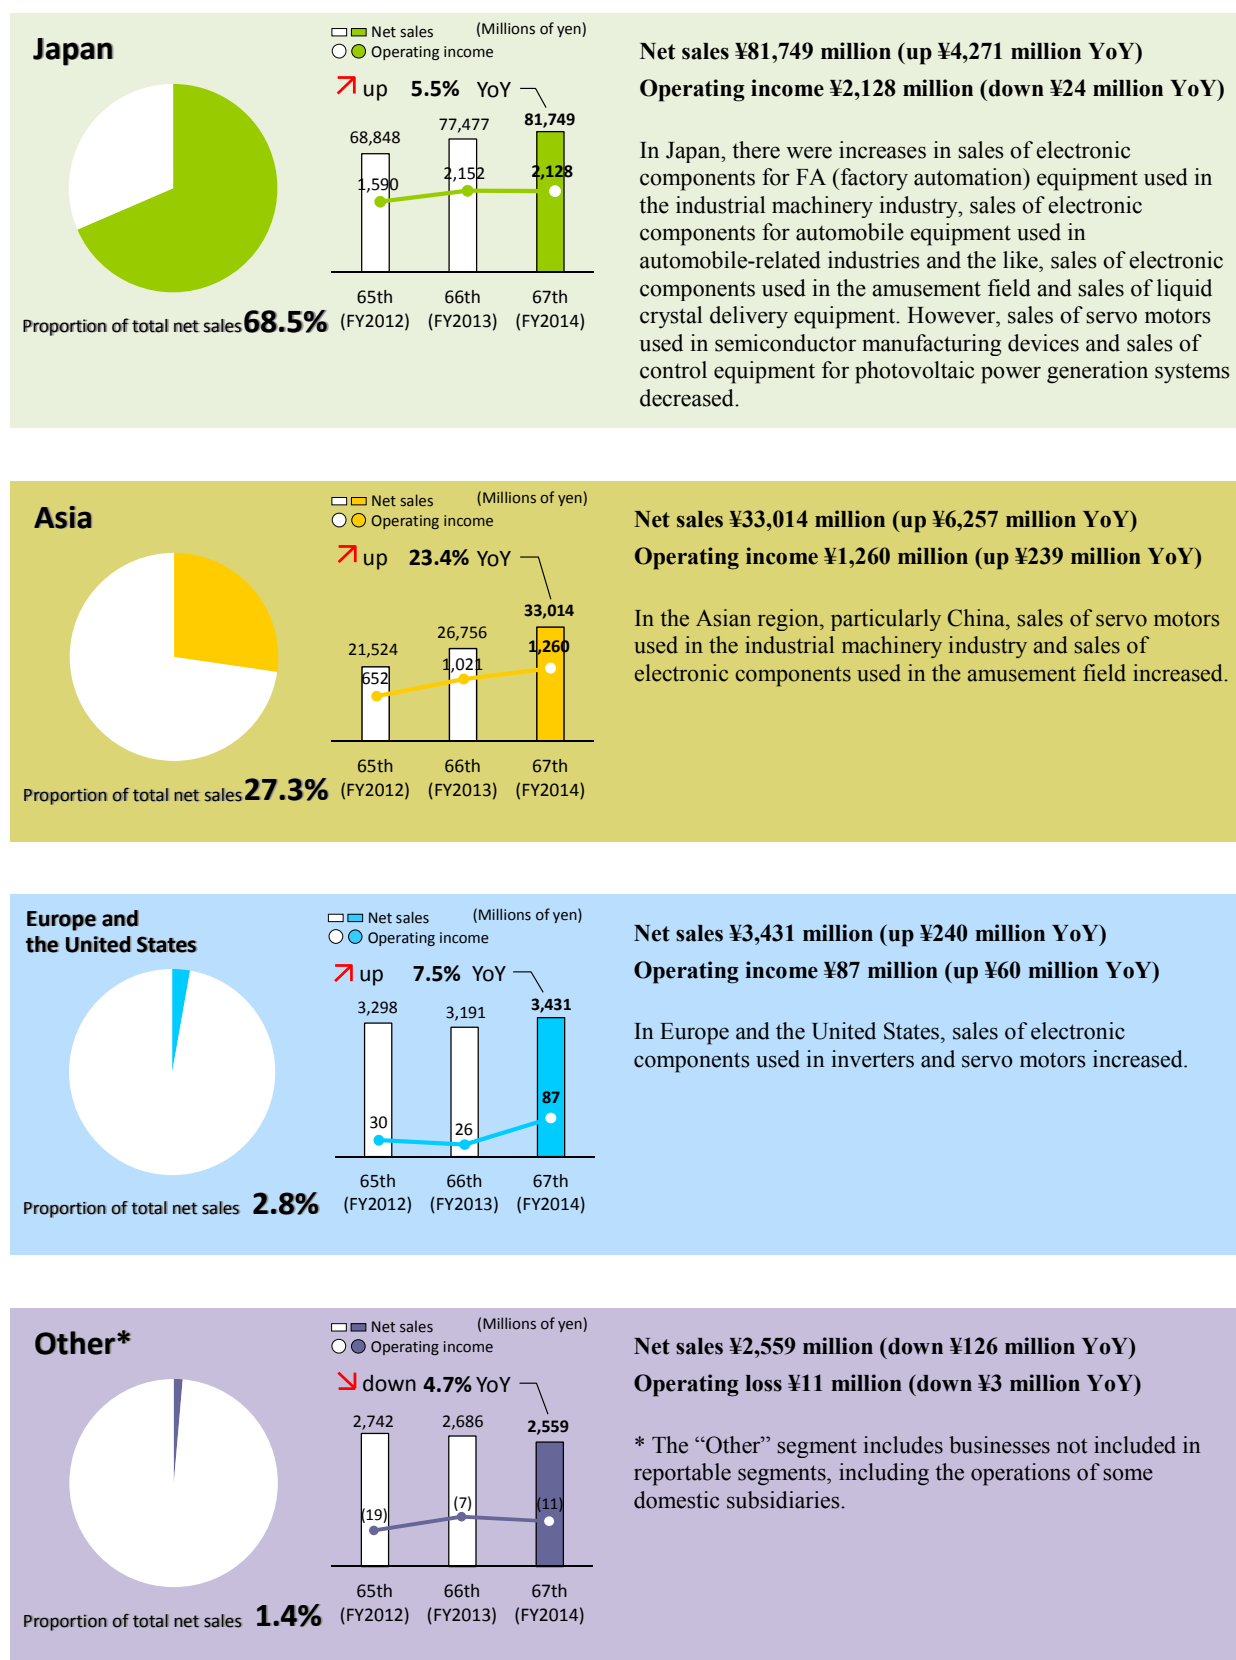 Japan
Net sales
(Millions of yen)
Operating income
up 5.5% YoY
68,848
77,477
81,749
1,590
2,152
2,128
65th
(FY2012)
66th
(FY2013)
67th
(FY2014)
Proportion of total net sales 68.5%
Net sales ¥81,749 million (up ¥4,271 million YoY)
Operating income ¥2,128 million (down ¥24 million YoY)
In Japan, there were increases in sales of electronic
components for FA (factory automation) equipment used in
the industrial machinery industry, sales of electronic
components for automobile equipment used in
automobile-related industries and the like, sales of electronic
components used in the amusement field and sales of liquid
crystal delivery equipment. However, sales of servo motors
used in semiconductor manufacturing devices and sales of
control equipment for photovoltaic power generation systems
decreased.
Asia
Net sales
(Millions of yen)
Operating income
up 23.4% YoY
21,524
26,756
33,014
652
1,021
1,260
65th
(FY2012)
66th
(FY2013)
67th
(FY2014)
Proportion of total net sales 27.3%
Net sales ¥33,014 million (up ¥6,257 million YoY)
Operating income ¥1,260 million (up ¥239 million YoY)
In the Asian region, particularly China, sales of servo motors
used in the industrial machinery industry and sales of
electronic components used in the amusement field increased.
Europe and
the United States
Net sales
(Millions of yen)
Operating income
up 7.5% YoY
3,298
3,191
3,431
30
26
87
65th
(FY2012)
66th
(FY2013)
67th
(FY2014)
Proportion of total net sales 2.8%
Net sales ¥3,431 million (up ¥240 million YoY)
Operating income ¥87 million (up ¥60 million YoY)
In Europe and the United States, sales of electronic
components used in inverters and servo motors increased.
Other*
Net sales
(Millions of yen)
Operating income
down 4.7% YoY
2,742
2,686
2,559
(19)
(7)
(11)
65th
(FY2012)
66th
(FY2013)
67th
(FY2014)
Proportion of total net sales 1.4%
Net sales ¥2,559 million (down ¥126 million YoY)
Operating loss ¥11 million (down ¥3 million YoY)
* The “Other” segment includes businesses not included in
reportable segments, including the operations of some
domestic subsidiaries.